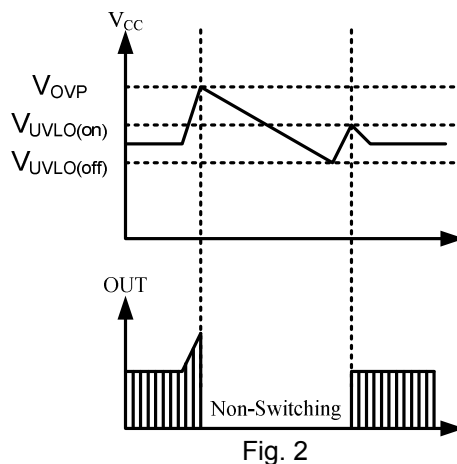 VCC
VOVP
VUVLO(on)
VUVLO(off)
OUT
Non-Switching
Fig. 2